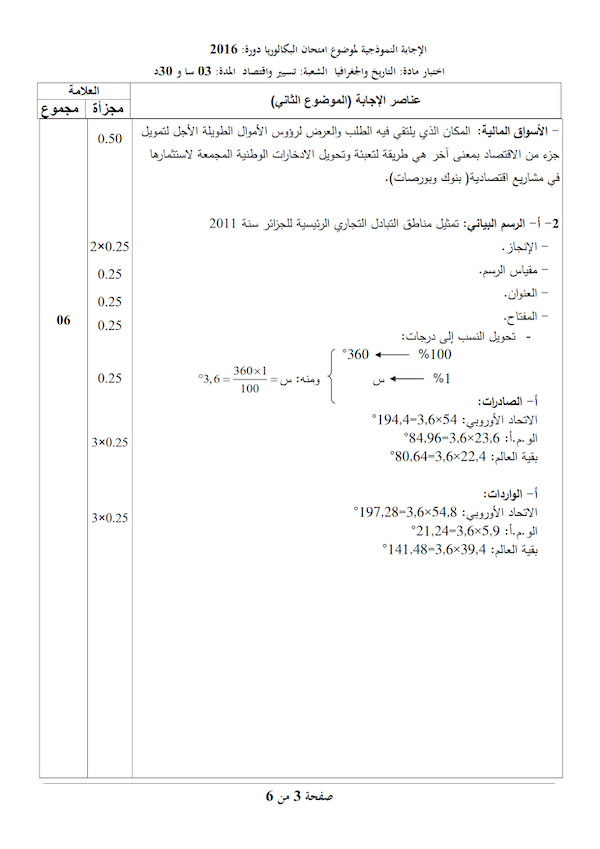 الإجابة النموذجية لموضوع امتحان البكالوريا دورة: 2016
اختبار مادة: التاريخ والجغرافيا الشعبة: تسيير واقتصاد المدة: 03 سا و 30د
العلامة
عناصر الإجابة (الموضوع الثاني)
مجزأة
مجموع
– الأسواق المالية: المكان الذي يلتقي فيه الطلب والعرض لرؤوس الأموال الطويلة الأجل لتمويل
0.50
جزء من الاقتصاد بمعنى آخر هي طريقة لتعبئة وتحويل الادخارات الوطنية المجمعة لاستثمارها
في مشاريع اقتصادية( بنوك وبورصات).
2- أ- الرسم البياني: تمثيل مناطق التبادل التجاري الرئيسية للجزائر سنة 2011
– الإنجاز.
2×0.25
– مقياس الرسم.
0.25
– العنوان.
0.25
– المفتاح.
0.25
06
- تحويل النسب إلى درجات:
%100 ← 360°
%1 ← س
ومنه: س = 360×1 / 100 = 3,6°
0.25
أ- الصادرات:
الاتحاد الأوروبي: 54×3,6=194,4°
الو.م.أ: 23,6×3,6=84,96°
3×0.25
بقية العالم: 22,4×3,6=80,64°
أ- الواردات:
الاتحاد الأوروبي: 54,8×3,6=197,28°
3×0.25
الو.م.أ: 5,9×3,6=21,24°
بقية العالم: 39,4×3,6=141,48°
صفحة 3 من 6